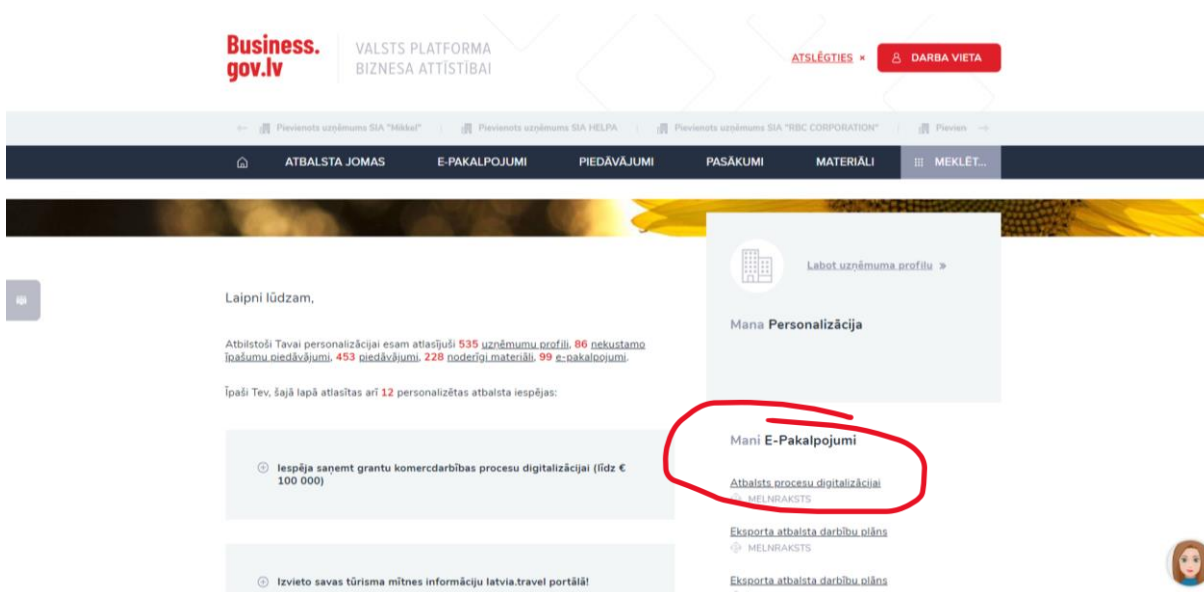 Business.
gov.lv
VALSTS PLATFORMA
BIZNESA ATTĪSTĪBAI
ATSLĒGTIES ×
DARBA VIETA
Pievienots uzņēmums SIA "Mikkel"
Pievienots uzņēmums SIA HELPA
Pievienots uzņēmums SIA "RBC CORPORATION"
Pievien
ATBALSTA JOMAS
E-PAKALPOJUMI
PIEDĀVĀJUMI
PASĀKUMI
MATERIĀLI
MEKLĒT...
Labot uzņēmuma profilu »
Mana Personalizācija
Laipni lūdzam,
Atbilstoši Tavai personalizācijai esam atlasījuši 535 uzņēmumu profili, 86 nekustamo
īpašumu piedāvājumi, 453 piedāvājumi, 228 noderīgi materiāli, 99 e-pakalpojumi.
Īpaši Tev, šajā lapā atlasītas arī 12 personalizētas atbalsta iespējas:
Iespēja saņemt grantu komercdarbības procesu digitalizācijai (līdz €
100 000)
Izvieto savas tūrisma mītnes informāciju latvia.travel portālā!
Mani E-Pakalpojumi
Atbalsts procesu digitalizācijai
MELNRAKSTS
Eksporta atbalsta darbību plāns
MELNRAKSTS
Eksporta atbalsta darbību plāns